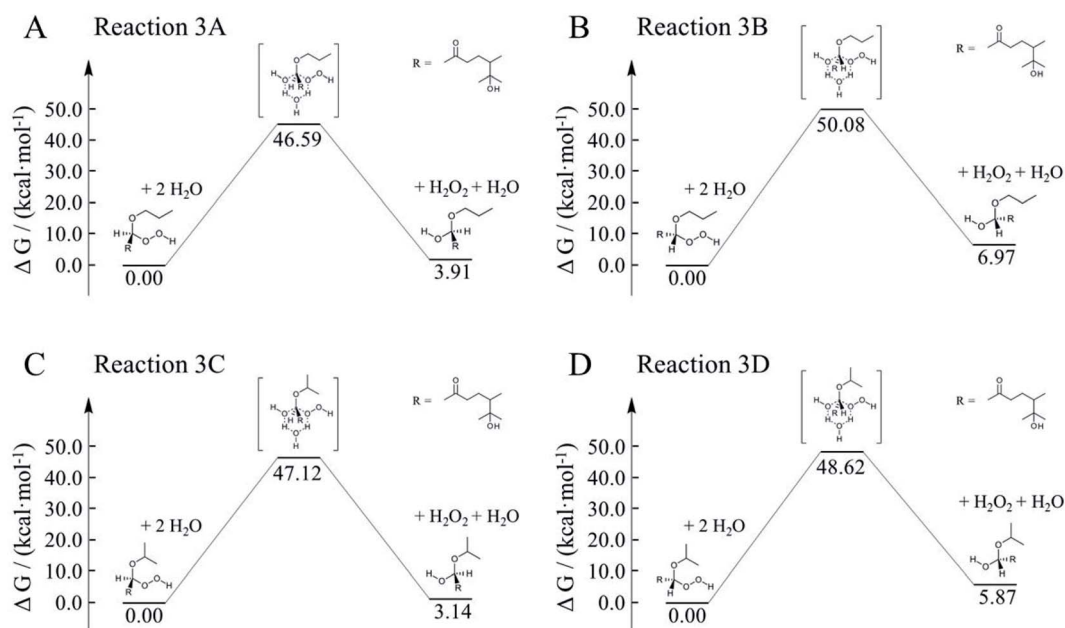 A Reaction 3A
R =
O
OH
ΔG / (kcal·mol⁻¹)
50.0
40.0
30.0
20.0
10.0
0.0
46.59
+ 2 H₂O
+ H₂O₂ + H₂O
0.00
3.91
B Reaction 3B
R =
O
OH
ΔG / (kcal·mol⁻¹)
50.0
40.0
30.0
20.0
10.0
0.0
50.08
+ 2 H₂O
+ H₂O₂ + H₂O
0.00
6.97
C Reaction 3C
R =
O
OH
ΔG / (kcal·mol⁻¹)
50.0
40.0
30.0
20.0
10.0
0.0
47.12
+ 2 H₂O
+ H₂O₂ + H₂O
0.00
3.14
D Reaction 3D
R =
O
OH
ΔG / (kcal·mol⁻¹)
50.0
40.0
30.0
20.0
10.0
0.0
48.62
+ 2 H₂O
+ H₂O₂ + H₂O
0.00
5.87